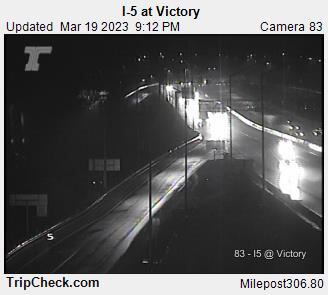 I-5 at Victory
Updated Mar 19 2023 9:12 PM Camera 83
T
S
83 - I5 @ Victory
TripCheck.com Milepost306.80